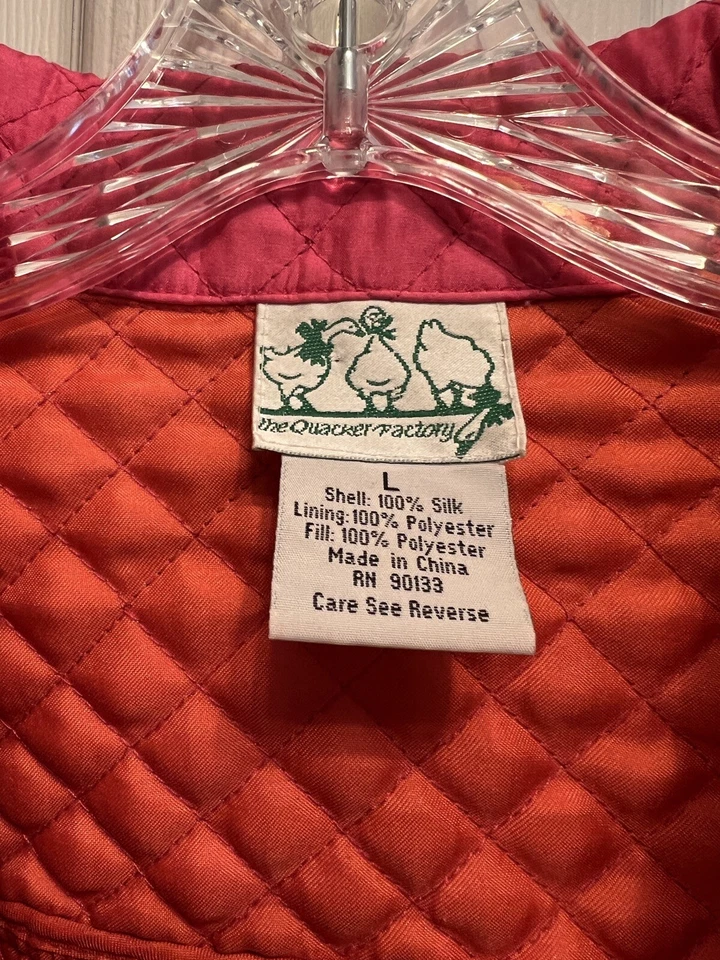 the Quacker Factory
L
Shell: 100% Silk
Lining:100% Polyester
Fill: 100% Polyester
Made in China
RN 90133
Care See Reverse